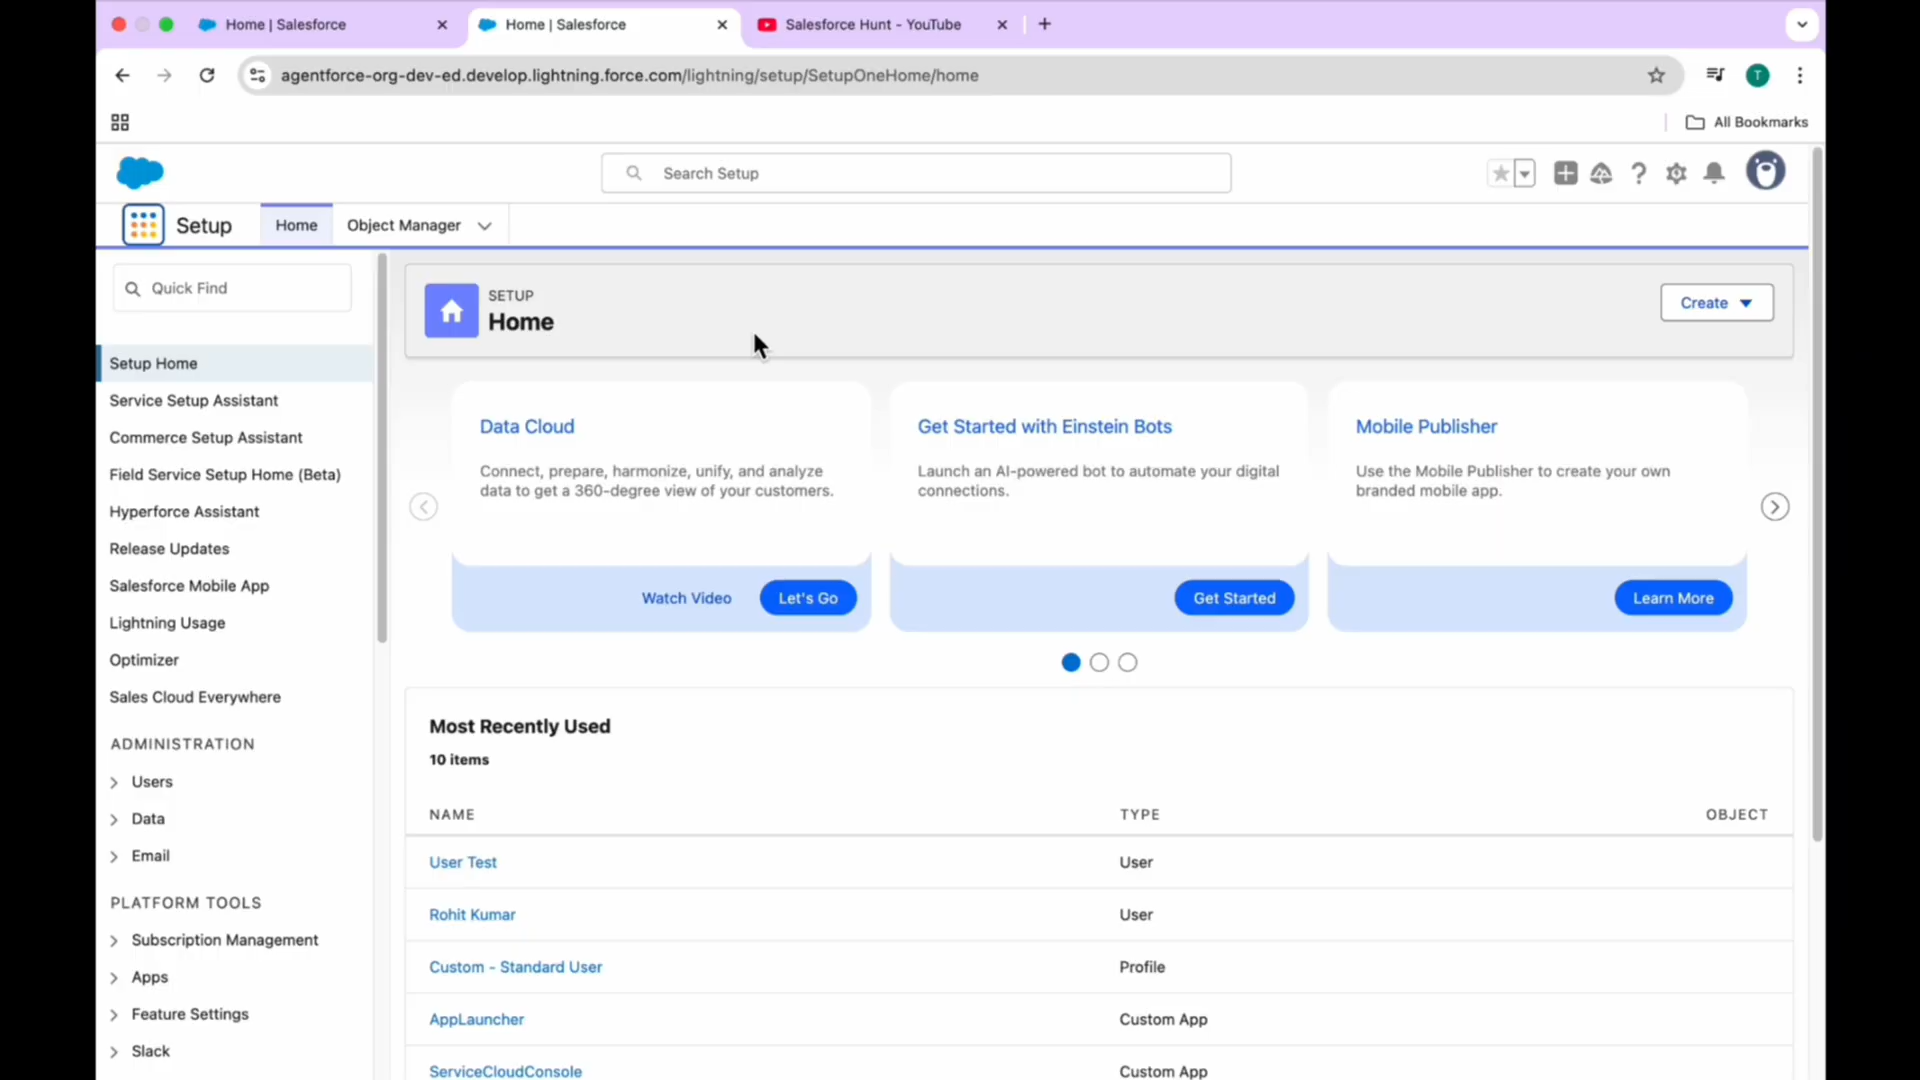 Home | Salesforce
Home | Salesforce
Salesforce Hunt - YouTube
agentforce-org-dev-ed.develop.lightning.force.com/lightning/setup/SetupOneHome/home
T
All Bookmarks
Search Setup
Setup
Home
Object Manager
Quick Find
Setup Home
Service Setup Assistant
Commerce Setup Assistant
Field Service Setup Home (Beta)
Hyperforce Assistant
Release Updates
Salesforce Mobile App
Lightning Usage
Optimizer
Sales Cloud Everywhere
ADMINISTRATION
Users
Data
Email
PLATFORM TOOLS
Subscription Management
Apps
Feature Settings
Slack
SETUP
Home
Create
Data Cloud
Connect, prepare, harmonize, unify, and analyze
data to get a 360-degree view of your customers.
Watch Video
Let's Go
Get Started with Einstein Bots
Launch an AI-powered bot to automate your digital
connections.
Get Started
Mobile Publisher
Use the Mobile Publisher to create your own
branded mobile app.
Learn More
Most Recently Used
10 items
NAME TYPE OBJECT
User Test User
Rohit Kumar User
Custom - Standard User Profile
AppLauncher Custom App
ServiceCloudConsole Custom App